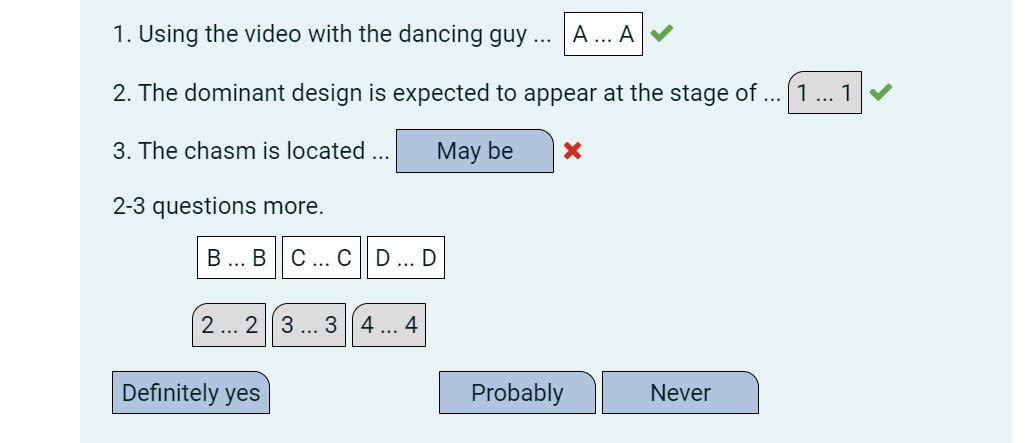 1. Using the video with the dancing guy ... A ... A
2. The dominant design is expected to appear at the stage of ... 1 ... 1
3. The chasm is located ... May be
2-3 questions more.
B ... B C ... C D ... D
2 ... 2 3 ... 3 4 ... 4
Definitely yes Probably Never